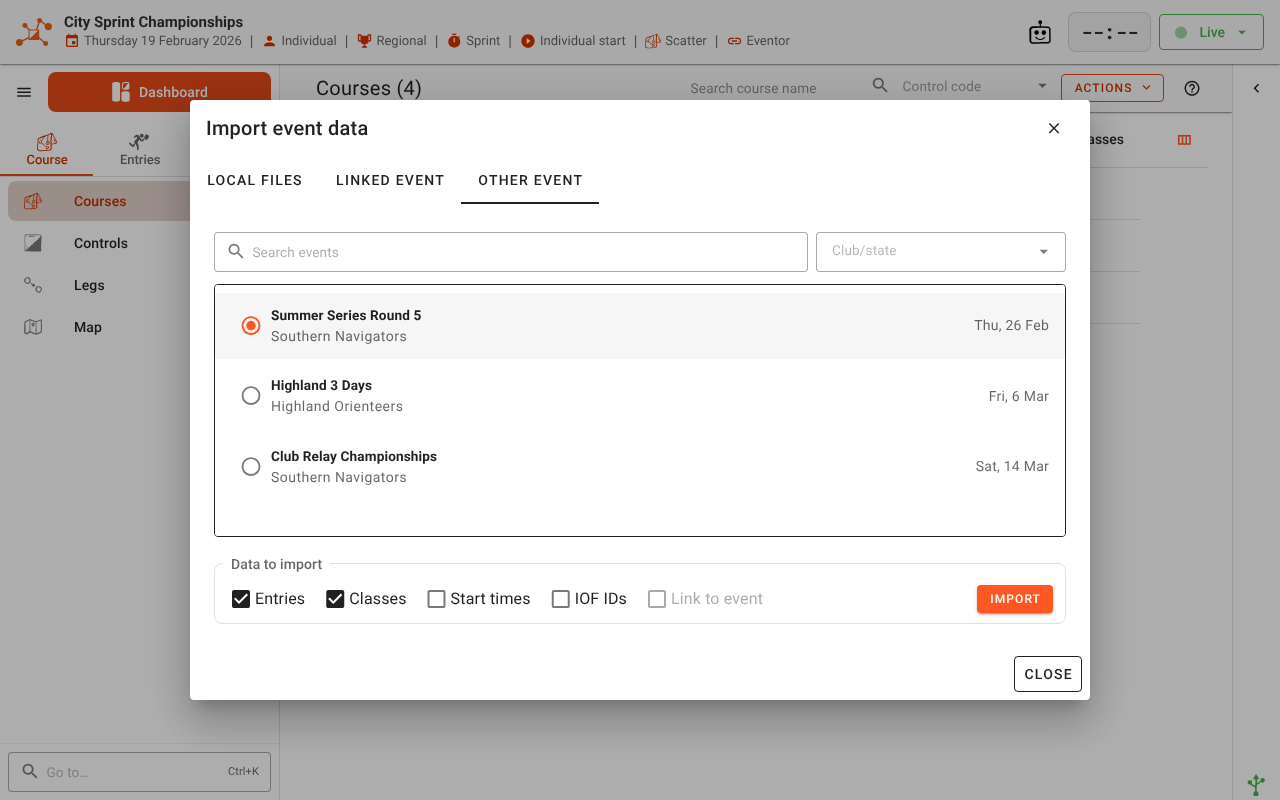 City Sprint Championships
Thursday 19 February 2026 | Individual | Regional | Sprint | Individual start | Scatter | Eventor
--:--
Live
Dashboard
Courses (4)
Search course name
Control code
ACTIONS
Course
Entries
Courses
Controls
Legs
Map
Go to…
Ctrl+K
Import event data
LOCAL FILES
LINKED EVENT
OTHER EVENT
Search events
Club/state
Summer Series Round 5
Southern Navigators
Thu, 26 Feb
Highland 3 Days
Highland Orienteers
Fri, 6 Mar
Club Relay Championships
Southern Navigators
Sat, 14 Mar
Data to import
Entries
Classes
Start times
IOF IDs
Link to event
IMPORT
CLOSE